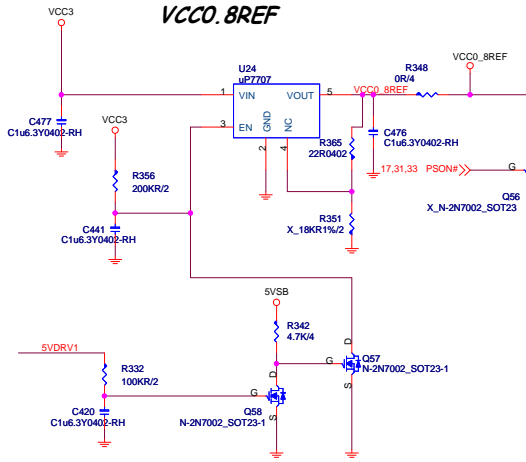 VCC0.8REF
VCC3
U24
uP7707
VCC0_8REF
R348
0R/4
1
VIN
VOUT
5
VCC0_8REF
3
EN
GND
NC
2
4
C477
C1u6.3Y0402-RH
VCC3
C476
C1u6.3Y0402-RH
R365
22R0402
17,31,33 PSON#
G
R356
200KR/2
Q56
X_N-2N7002_SOT23
R351
X_18KR1%/2
C441
C1u6.3Y0402-RH
5VSB
R342
4.7K/4
D
Q57
G
N-2N7002_SOT23-1
S
5VDRV1
R332
100KR/2
D
G
S
Q58
N-2N7002_SOT23-1
C420
C1u6.3Y0402-RH